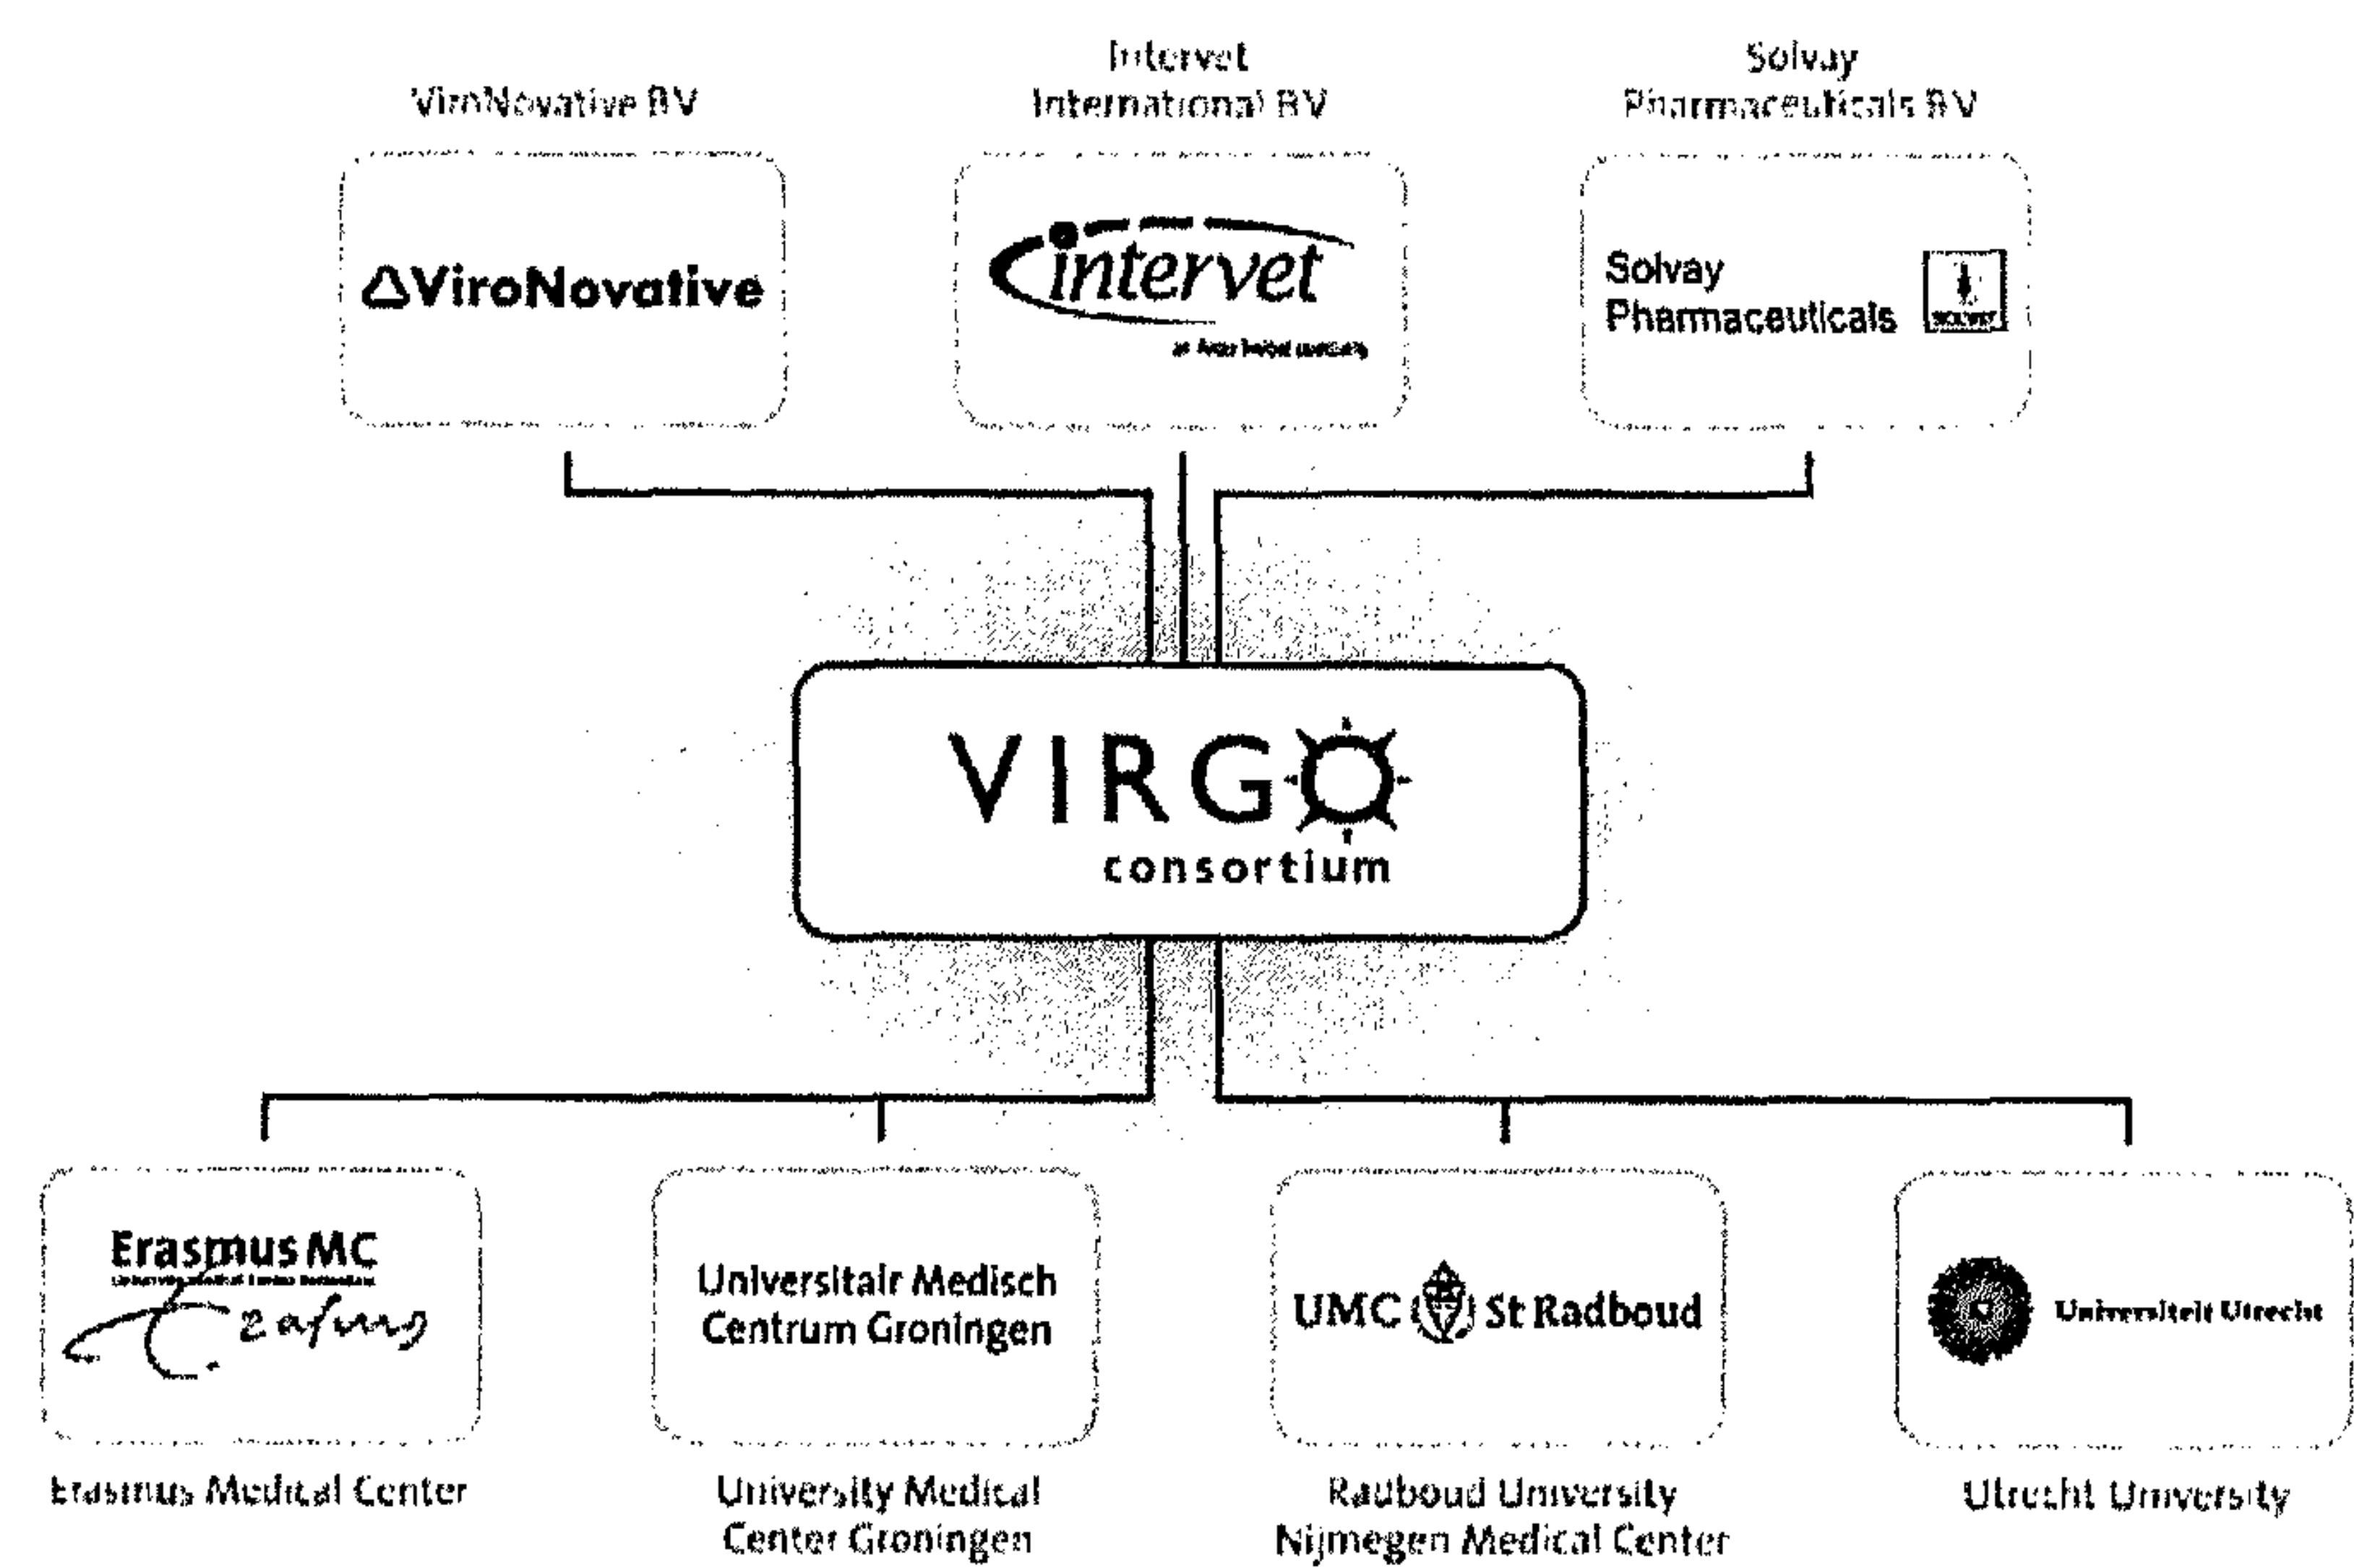 ViroNovative BV
Intervet
International BV
Solvay
Pharmaceuticals BV
ViroNovative
intervet
Solvay
Pharmaceuticals
SOLVAY
VIRGO
consortium
Erasmus MC
Erasmus
Universitair Medisch
Centrum Groningen
UMC St Radboud
Universiteit Utrecht
Erasmus Medical Center
University Medical
Center Groningen
Radboud University
Nijmegen Medical Center
Utrecht University